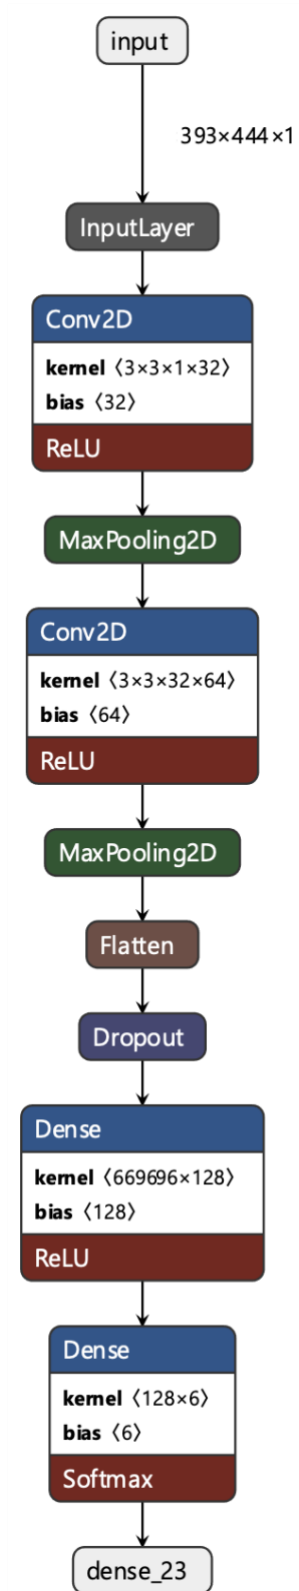 input
393×444×1
InputLayer
Conv2D
kernel ⟨3×3×1×32⟩
bias ⟨32⟩
ReLU
MaxPooling2D
Conv2D
kernel ⟨3×3×32×64⟩
bias ⟨64⟩
ReLU
MaxPooling2D
Flatten
Dropout
Dense
kernel ⟨669696×128⟩
bias ⟨128⟩
ReLU
Dense
kernel ⟨128×6⟩
bias ⟨6⟩
Softmax
dense_23